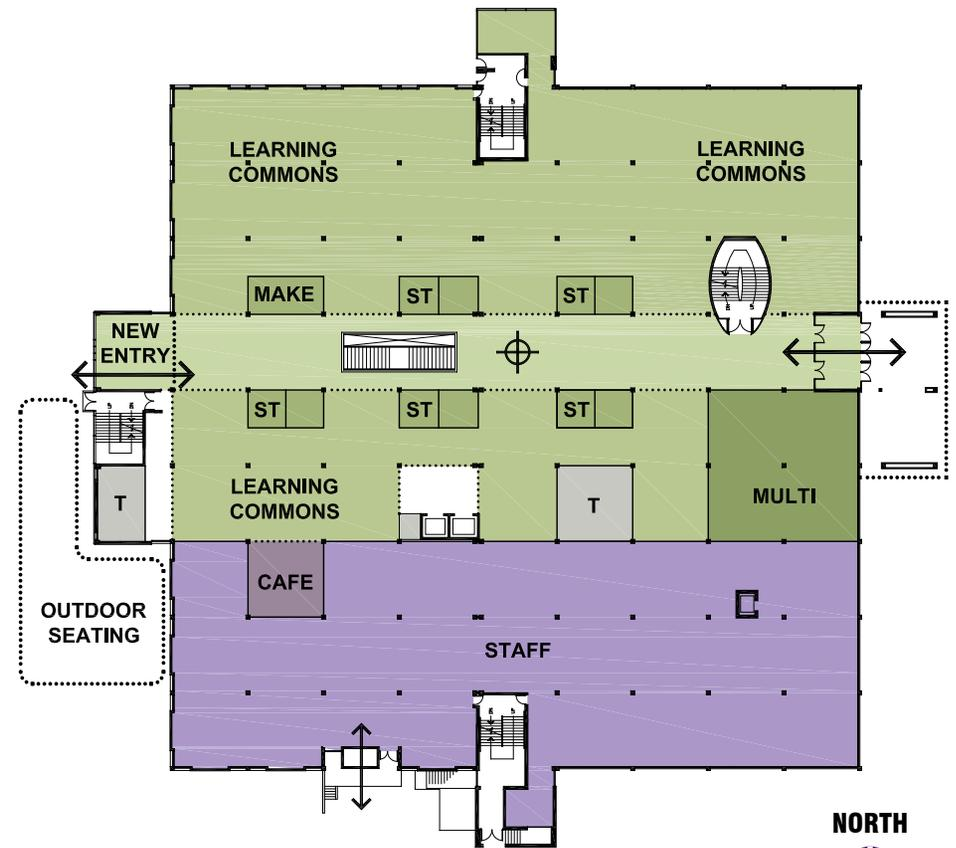 LEARNING
COMMONS
LEARNING
COMMONS
MAKE
ST
ST
NEW
ENTRY
ST
ST
ST
LEARNING
COMMONS
T
T
MULTI
CAFE
OUTDOOR
SEATING
STAFF
NORTH